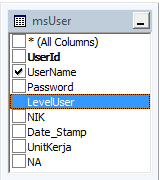 msUser
* (All Columns)
UserId
UserName
Password
LevelUser
NIK
Date_Stamp
UnitKerja
NA